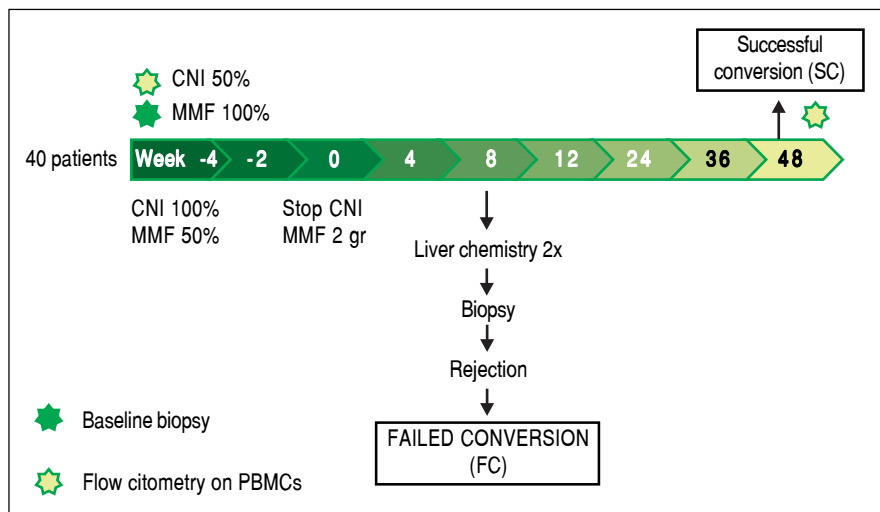 Successful
conversion (SC)
CNI 50%
MMF 100%
40 patients
Week -4 -2 0 4 8 12 24 36 48
CNI 100%
MMF 50%
Stop CNI
MMF 2 gr
Liver chemistry 2x
Biopsy
Rejection
FAILED CONVERSION
(FC)
Baseline biopsy
Flow citometry on PBMCs